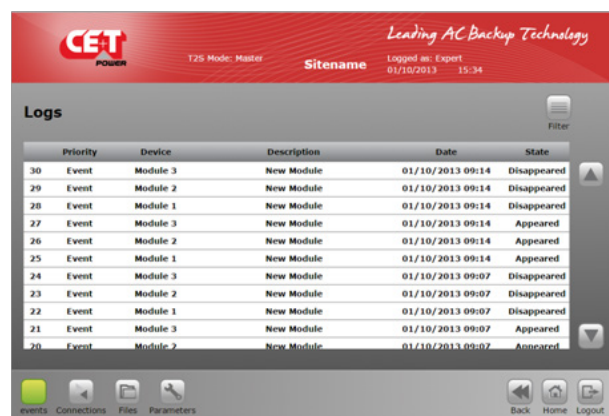 CE+T
POWER
Leading AC Backup Technology
T2S Mode: Master
Sitename
Logged as: Expert
01/10/2013 15:34
Logs
Filter
Priority Device Description Date State
30 Event Module 3 New Module 01/10/2013 09:14 Disappeared
29 Event Module 2 New Module 01/10/2013 09:14 Disappeared
28 Event Module 1 New Module 01/10/2013 09:14 Disappeared
27 Event Module 3 New Module 01/10/2013 09:14 Appeared
26 Event Module 2 New Module 01/10/2013 09:14 Appeared
25 Event Module 1 New Module 01/10/2013 09:14 Appeared
24 Event Module 3 New Module 01/10/2013 09:07 Disappeared
23 Event Module 2 New Module 01/10/2013 09:07 Disappeared
22 Event Module 1 New Module 01/10/2013 09:07 Disappeared
21 Event Module 3 New Module 01/10/2013 09:07 Appeared
20 Event Module 2 New Module 01/10/2013 09:07 Appeared
events Connections Files Parameters Back Home Logout